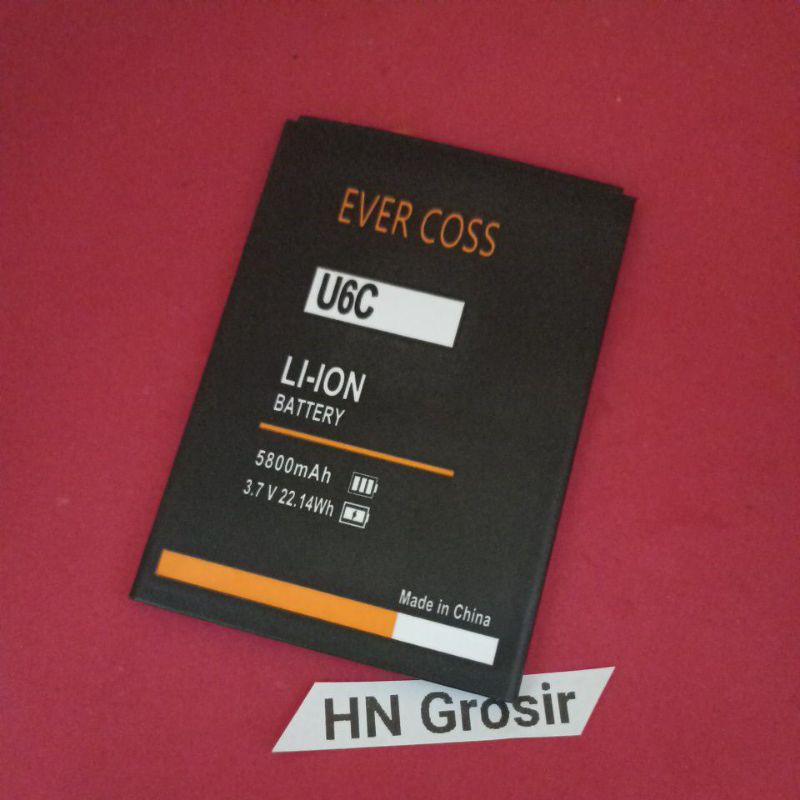 EVER COSS
U6C
LI-ION
BATTERY
5800mAh
3.7 V 22.14Wh
Made in China
HN Grosir